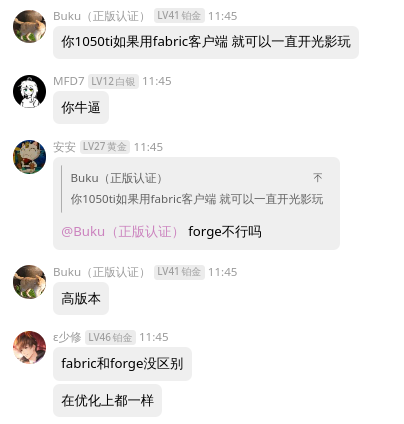 Buku（正版认证） LV41 铂金 11:45
你1050ti如果用fabric客户端 就可以一直开光影玩
MFD7 LV12 白银 11:45
你牛逼
安安 LV27 黄金 11:45
Buku（正版认证）
你1050ti如果用fabric客户端 就可以一直开光影玩
@Buku（正版认证） forge不行吗
Buku（正版认证） LV41 铂金 11:45
高版本
ε少修 LV46 铂金 11:45
fabric和forge没区别
在优化上都一样